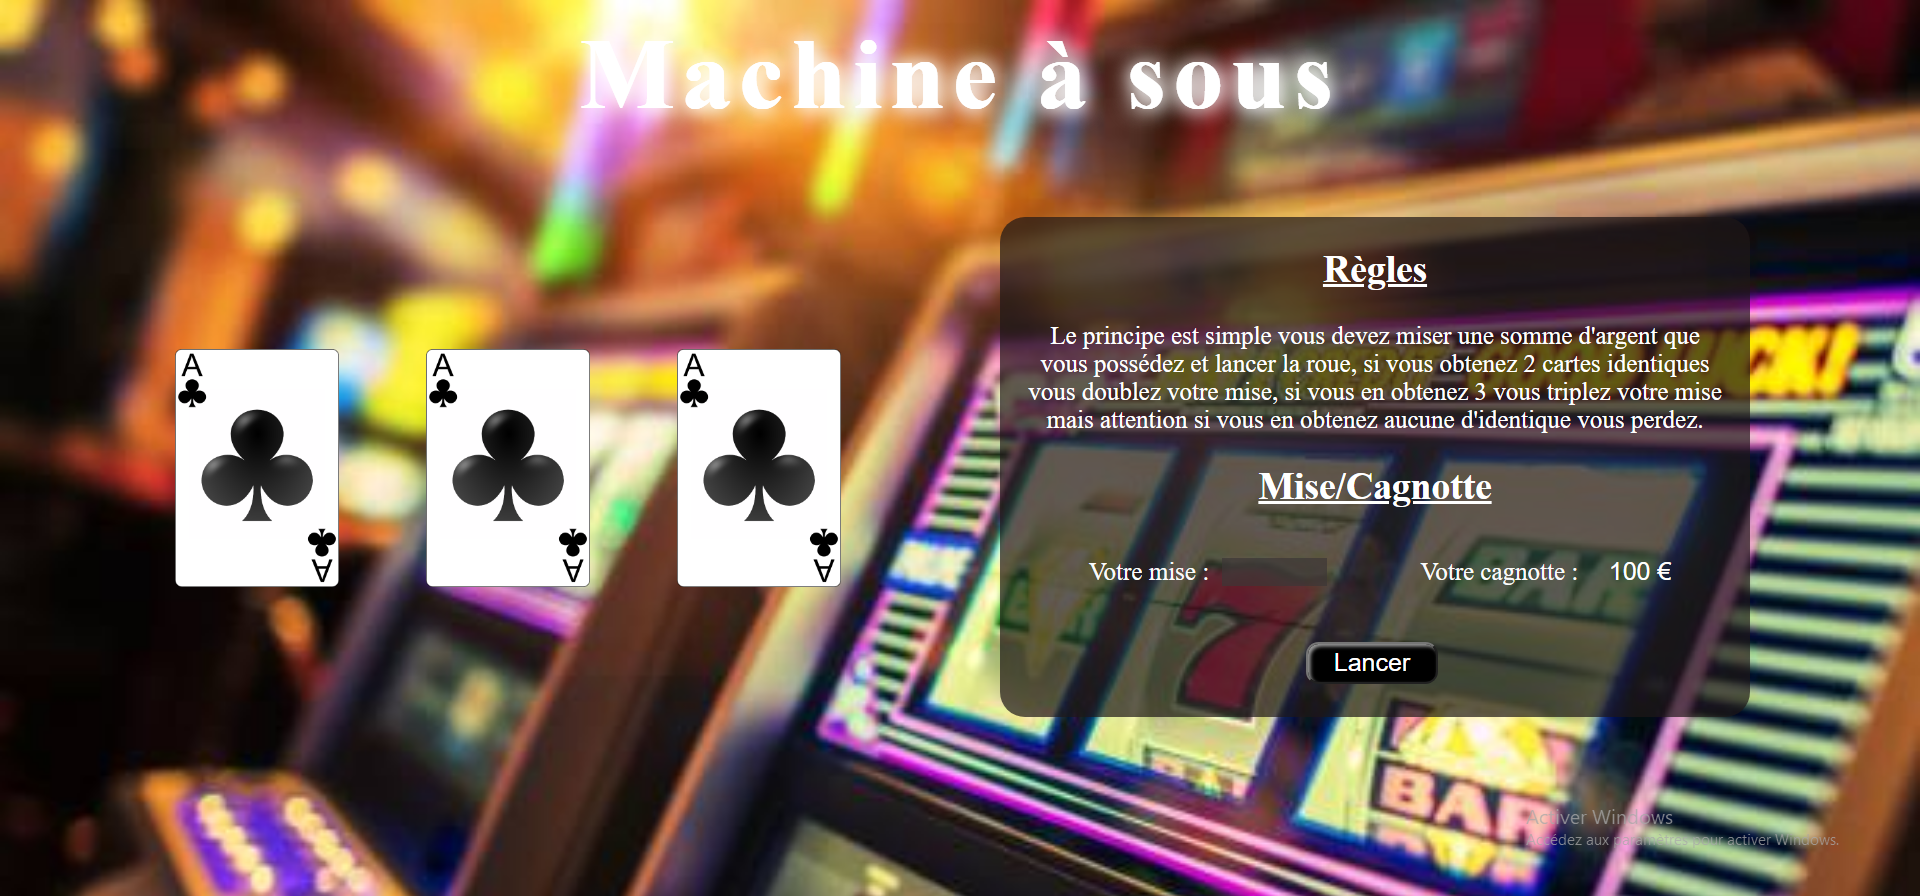 Machine à sous
Règles
Le principe est simple vous devez miser une somme d'argent que
vous possédez et lancer la roue, si vous obtenez 2 cartes identiques
vous doublez votre mise, si vous en obtenez 3 vous triplez votre mise
mais attention si vous en obtenez aucune d'identique vous perdez.
A
A
A
A
A
A
Mise/Cagnotte
Votre mise :
Votre cagnotte : 100 €
Lancer
BAR
7
BAR
Activer Windows
Accédez aux paramètres pour activer Windows.